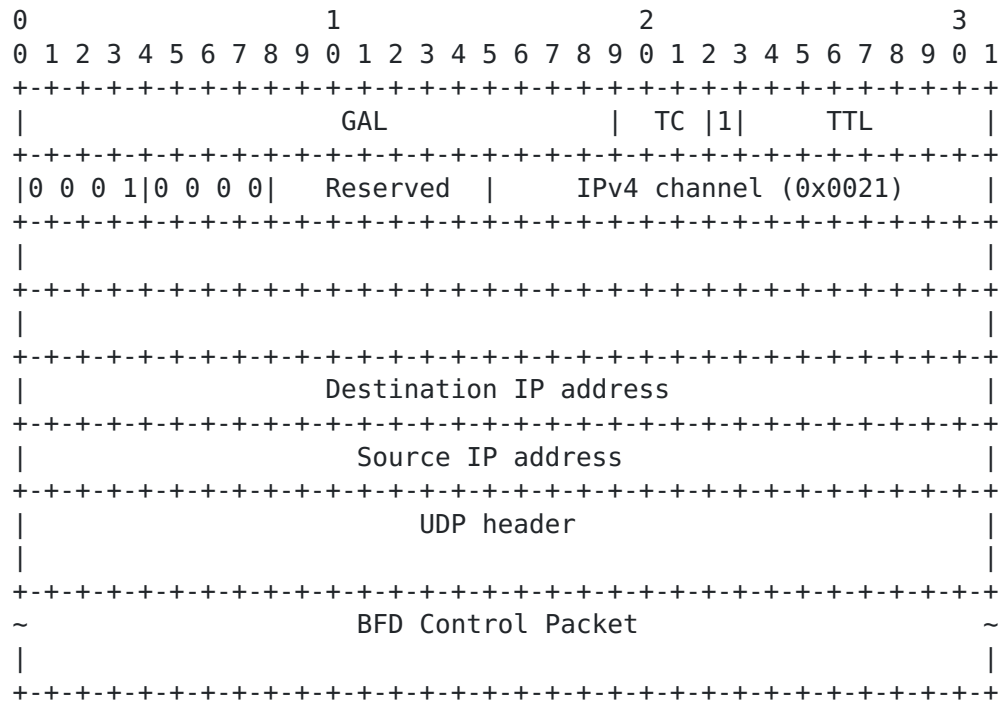 0                   1                   2                   3
0 1 2 3 4 5 6 7 8 9 0 1 2 3 4 5 6 7 8 9 0 1 2 3 4 5 6 7 8 9 0 1
+-+-+-+-+-+-+-+-+-+-+-+-+-+-+-+-+-+-+-+-+-+-+-+-+-+-+-+-+-+-+-+
|                    GAL              |  TC |1|     TTL       |
+-+-+-+-+-+-+-+-+-+-+-+-+-+-+-+-+-+-+-+-+-+-+-+-+-+-+-+-+-+-+-+
|0 0 0 1|0 0 0 0|   Reserved  |     IPv4 channel (0x0021)     |
+-+-+-+-+-+-+-+-+-+-+-+-+-+-+-+-+-+-+-+-+-+-+-+-+-+-+-+-+-+-+-+
|                                                             |
+-+-+-+-+-+-+-+-+-+-+-+-+-+-+-+-+-+-+-+-+-+-+-+-+-+-+-+-+-+-+-+
|                                                             |
+-+-+-+-+-+-+-+-+-+-+-+-+-+-+-+-+-+-+-+-+-+-+-+-+-+-+-+-+-+-+-+
|                   Destination IP address                    |
+-+-+-+-+-+-+-+-+-+-+-+-+-+-+-+-+-+-+-+-+-+-+-+-+-+-+-+-+-+-+-+
|                     Source IP address                       |
+-+-+-+-+-+-+-+-+-+-+-+-+-+-+-+-+-+-+-+-+-+-+-+-+-+-+-+-+-+-+-+
|                         UDP header                          |
|                                                             |
+-+-+-+-+-+-+-+-+-+-+-+-+-+-+-+-+-+-+-+-+-+-+-+-+-+-+-+-+-+-+-+
~                     BFD Control Packet                      ~
|                                                             |
+-+-+-+-+-+-+-+-+-+-+-+-+-+-+-+-+-+-+-+-+-+-+-+-+-+-+-+-+-+-+-+